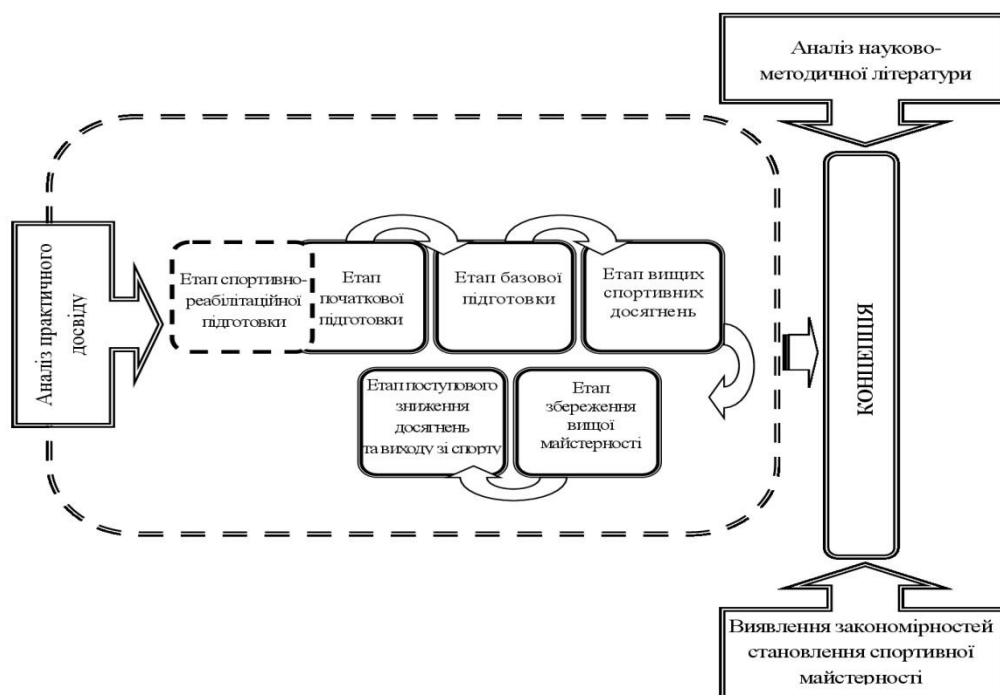 Аналіз науково-
методичної літератури
Аналіз практичного
досвіду
Етап спортивно-
реабілітаційної
підготовки
Етап
початкової
підготовки
Етап базової
підготовки
Етап вищих
спортивних
досягнень
Етап поступового
зниження
досягнень
та виходу зі спорту
Етап
збереження
вищої
майстерності
КОНЦЕПЦІЯ
Виявлення закономірностей
становлення спортивної
майстерності